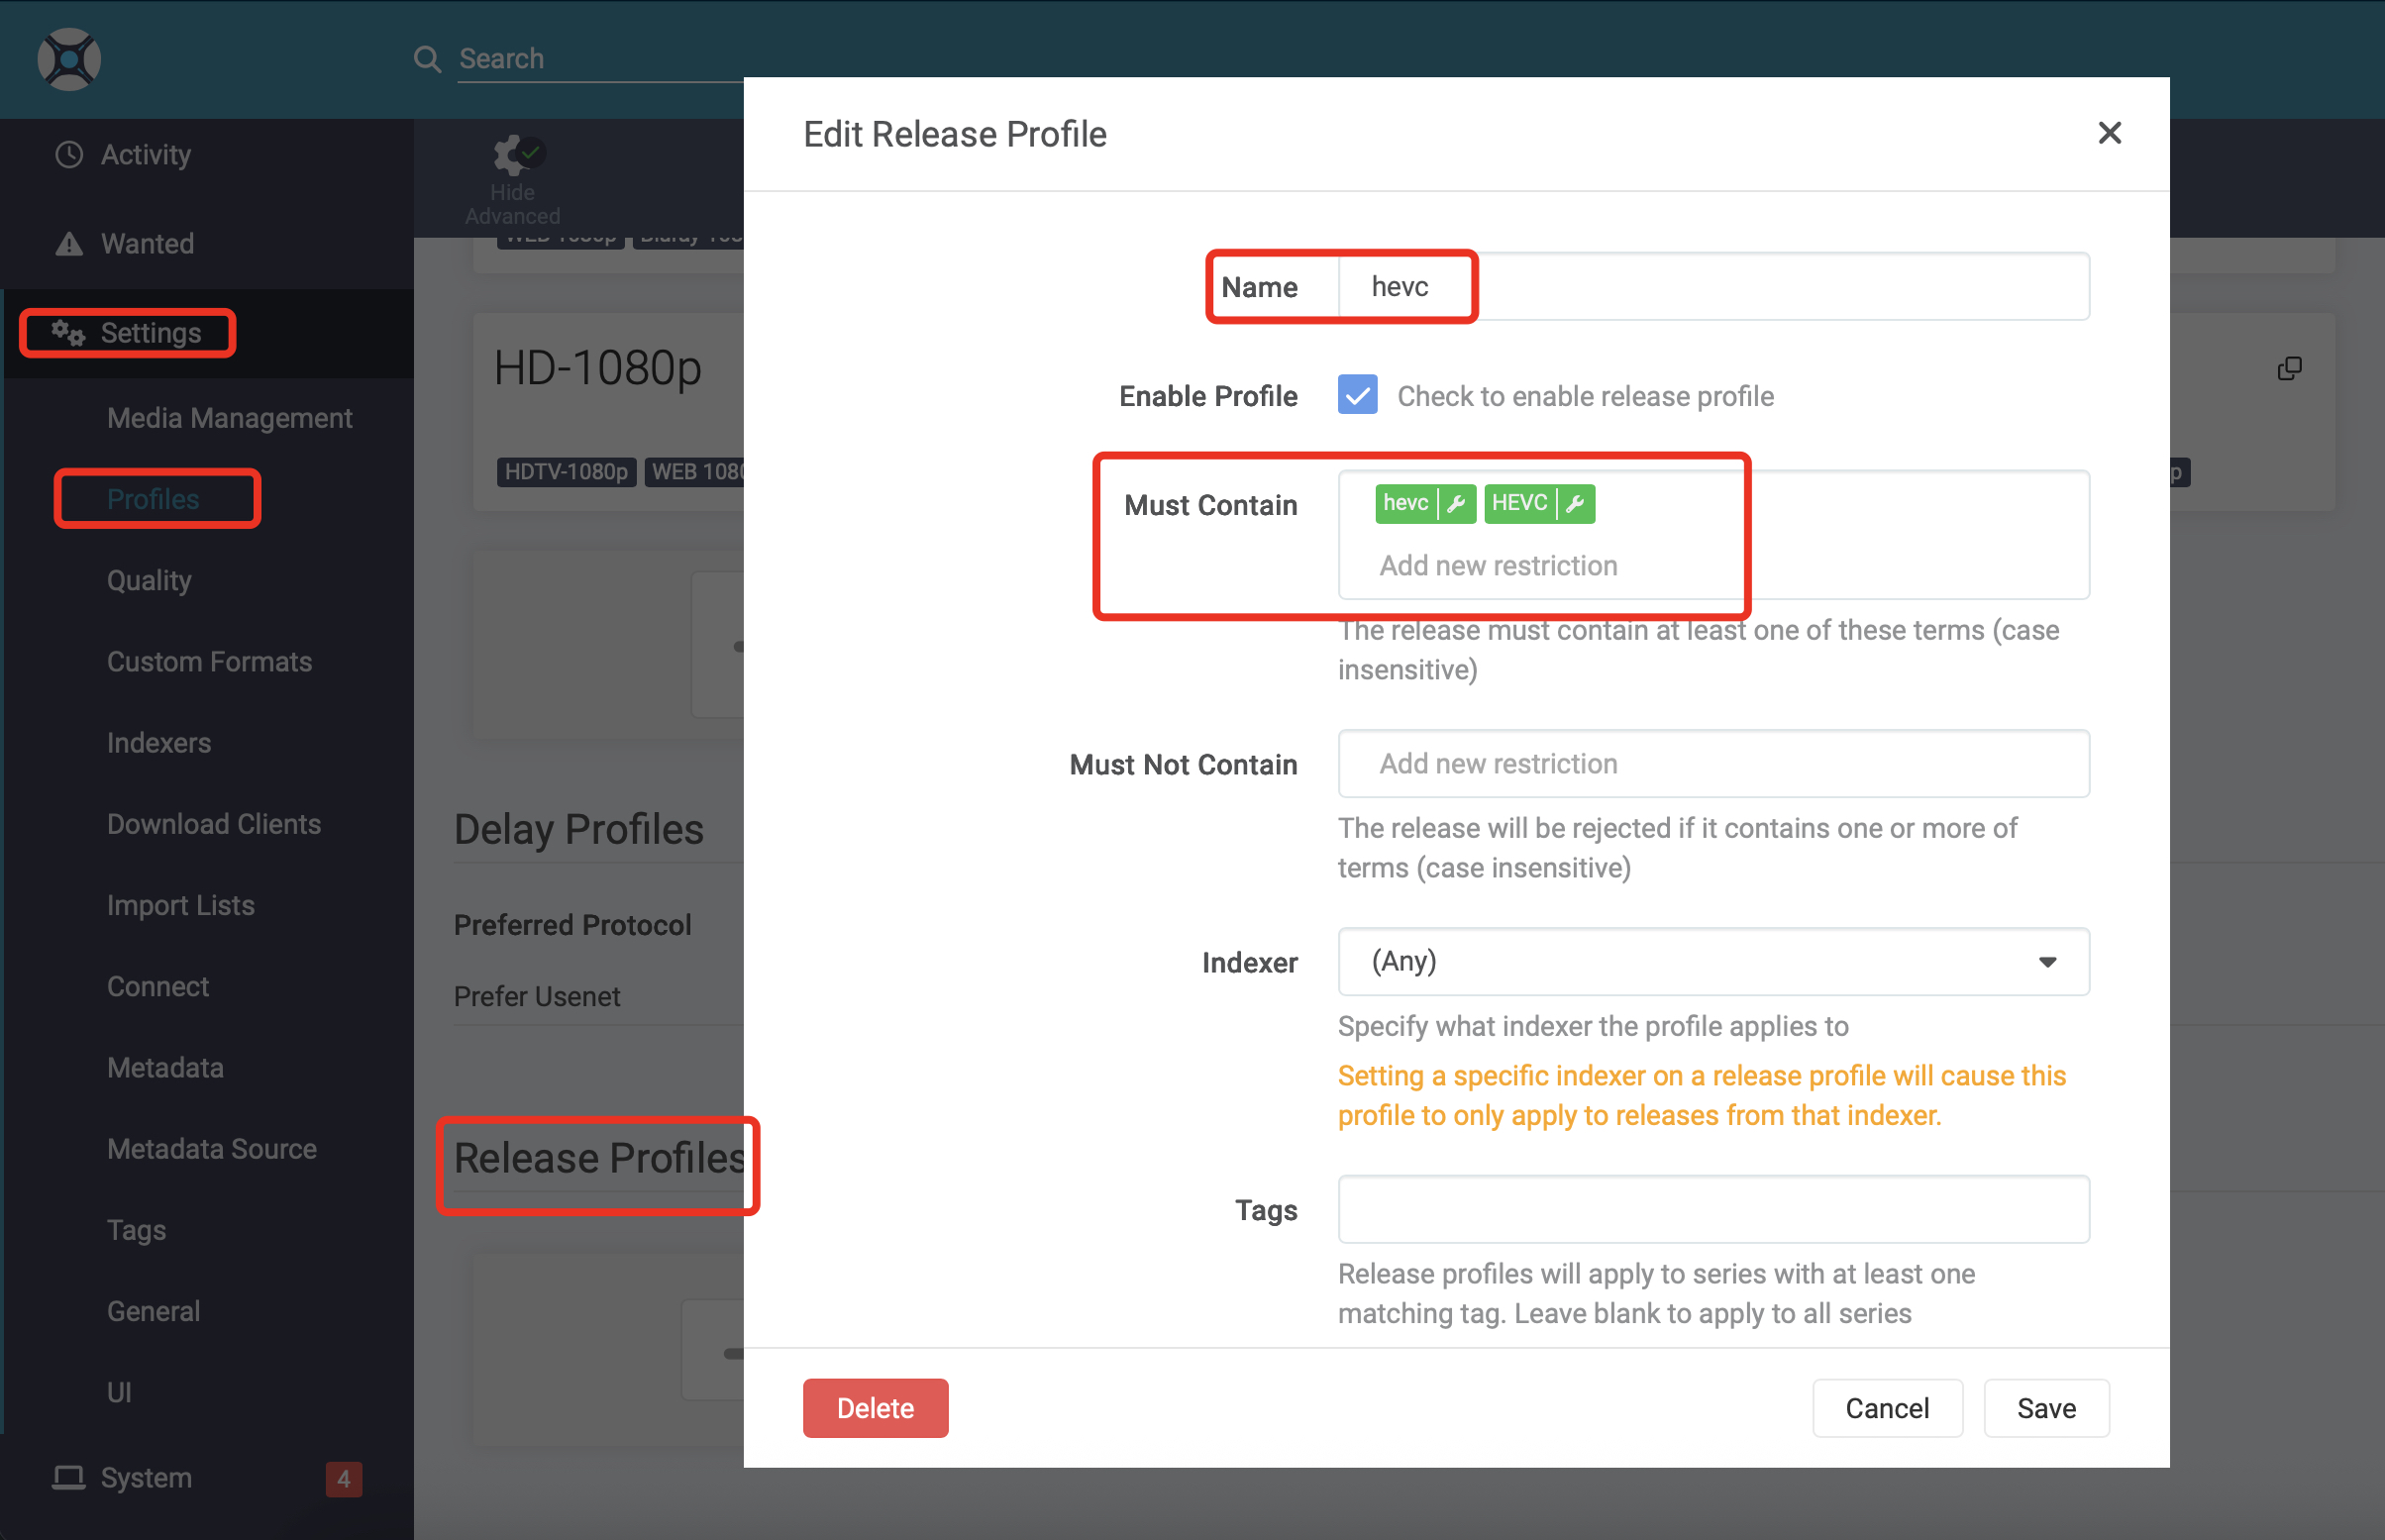 Search
Activity
Wanted
Settings
Media Management
Profiles
Quality
Custom Formats
Indexers
Download Clients
Import Lists
Connect
Metadata
Metadata Source
Tags
General
UI
System 4
Hide
Advanced
WEB 1080p
HD-1080p
HDTV-1080p
Delay Profiles
Preferred Protocol
Prefer Usenet
Release Profiles
Edit Release Profile
Name hevc
Enable Profile Check to enable release profile
Must Contain hevc HEVC
Add new restriction
The release must contain at least one of these terms (case
insensitive)
Must Not Contain Add new restriction
The release will be rejected if it contains one or more of
terms (case insensitive)
Indexer (Any)
Specify what indexer the profile applies to
Setting a specific indexer on a release profile will cause this
profile to only apply to releases from that indexer.
Tags
Release profiles will apply to series with at least one
matching tag. Leave blank to apply to all series
Delete Cancel Save